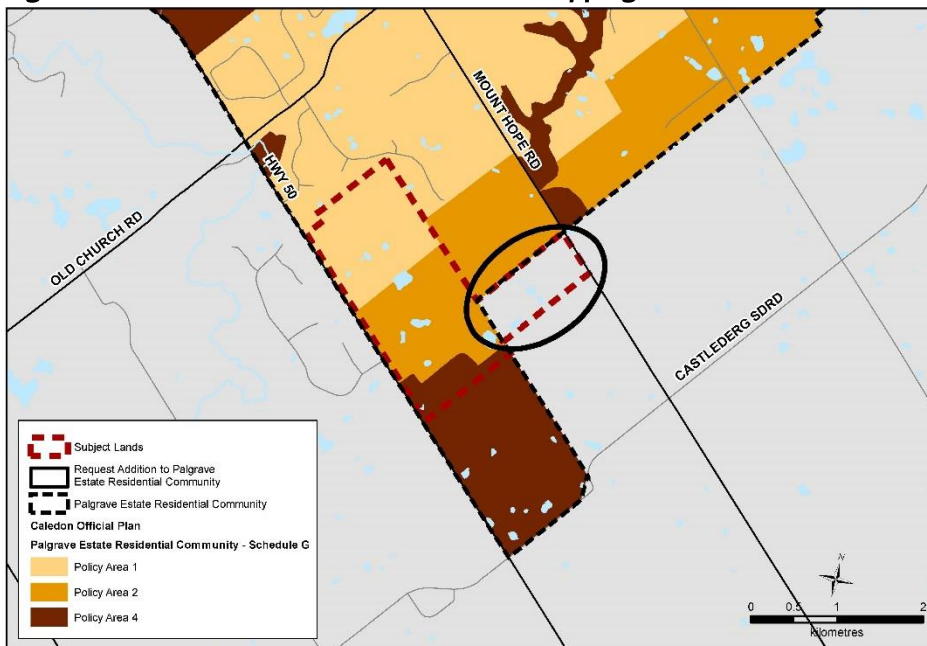 MOUNT HOPE RD
HWY 50
OLD CHURCH RD
CASTLEDERG SDRD
Subject Lands
Request Addition to Palgrave
Estate Residential Community
Palgrave Estate Residential Community
Caledon Official Plan
Palgrave Estate Residential Community - Schedule G
Policy Area 1
Policy Area 2
Policy Area 4
N
0 0.5 1 2
kilometres